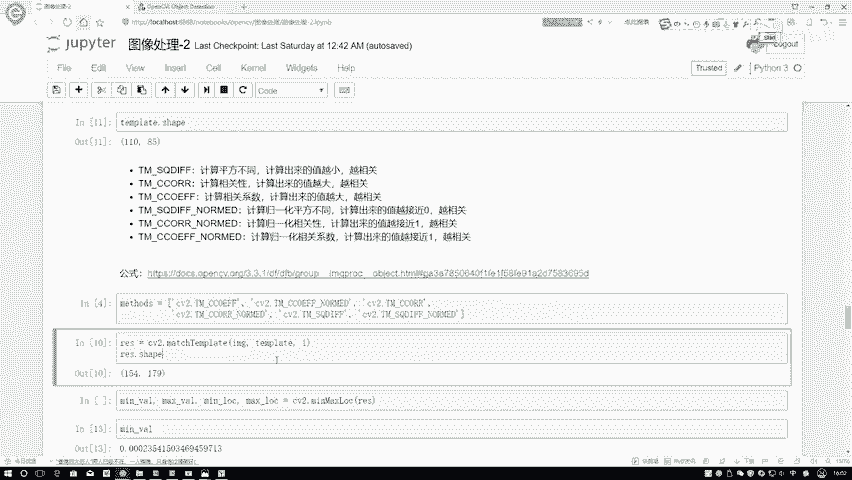 图像处理-2
OpenCV: Object Detection
https://localhost:8888/notebooks/opencv/图像处理/图像处理-2.ipynb
jupyter 图像处理-2 Last Checkpoint: Last Saturday at 12:42 AM (autosaved)
Logout
File Edit View Insert Cell Kernel Widgets Help
Trusted Python 3
Code
In [11]: template.shape
Out[11]: (110, 85)
TM_SQDIFF：计算平方不同，计算出来的值越小，越相关
TM_CCORR：计算相关性，计算出来的值越大，越相关
TM_CCOEFF：计算相关系数，计算出来的值越大，越相关
TM_SQDIFF_NORMED：计算归一化平方不同，计算出来的值越接近0，越相关
TM_CCORR_NORMED：计算归一化相关性，计算出来的值越接近1，越相关
TM_CCOEFF_NORMED：计算归一化相关系数，计算出来的值越接近1，越相关
公式：https://docs.opencv.org/3.3.1/df/dfb/group__imgproc__object.html#ga3a7850640f1fe1f58fe91a2d7583695d
In [4]: methods = ['cv2.TM_CCOEFF', 'cv2.TM_CCOEFF_NORMED', 'cv2.TM_CCORR',
'cv2.TM_CCORR_NORMED', 'cv2.TM_SQDIFF', 'cv2.TM_SQDIFF_NORMED']
In [10]: res = cv2.matchTemplate(img, template, 1)
res.shape
Out[10]: (154, 179)
In [ ]: min_val, max_val, min_loc, max_loc = cv2.minMaxLoc(res)
In [13]: min_val
Out[13]: 0.00023541503469459713
16:02